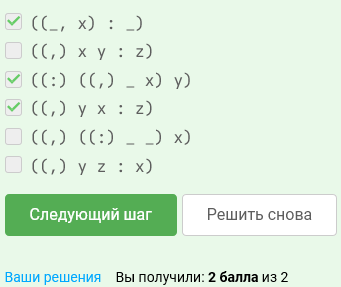 ((_, x) : _)
((,) x y : z)
((:) ((,) _ x) y)
((,) y x : z)
((,) ((:) _ _) x)
((,) y z : x)
Следующий шаг
Решить снова
Ваши решения Вы получили: 2 балла из 2